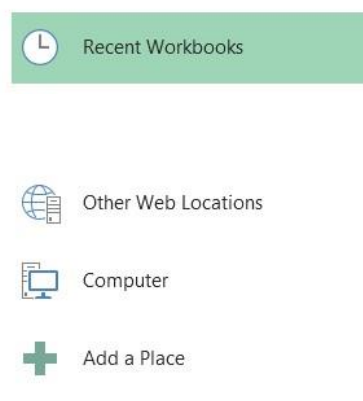 Recent Workbooks
Other Web Locations
Computer
Add a Place